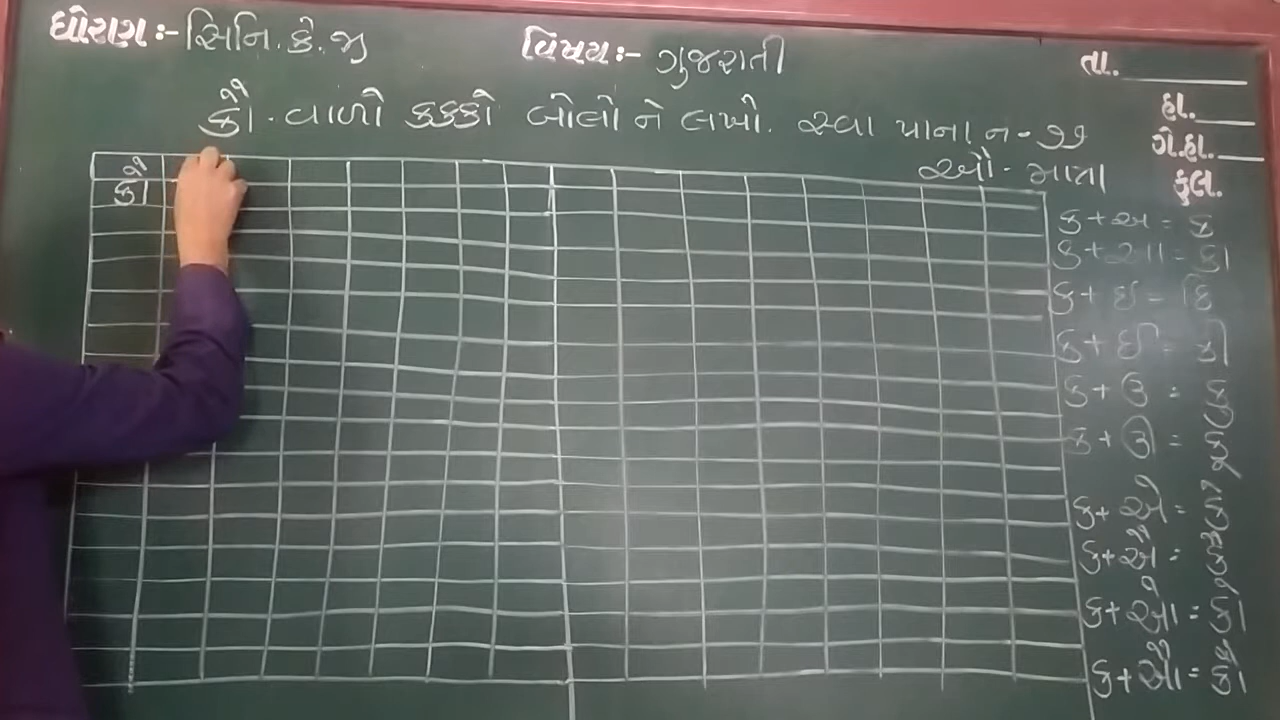 ધોરણ:- સિનિ. કે. જી વિષય:- ગુજરાતી તા.
હા.
કૌ. વાળો કક્કો બોલો ને લખો. સ્વા પાના ન - ૭૭
ગે.હા.
ઔ - માત્રા
કુલ.
કૌ
ક + અ = ક
ક + આ = કા
ક + ઇ = કિ
ક + ઈ = કી
ક + ઉ = કુ
ક + ઊ = કૂ
ક + એ = કે
ક + ઐ = કૈ
ક + ઓ = કો
ક + ઔ = કૌ